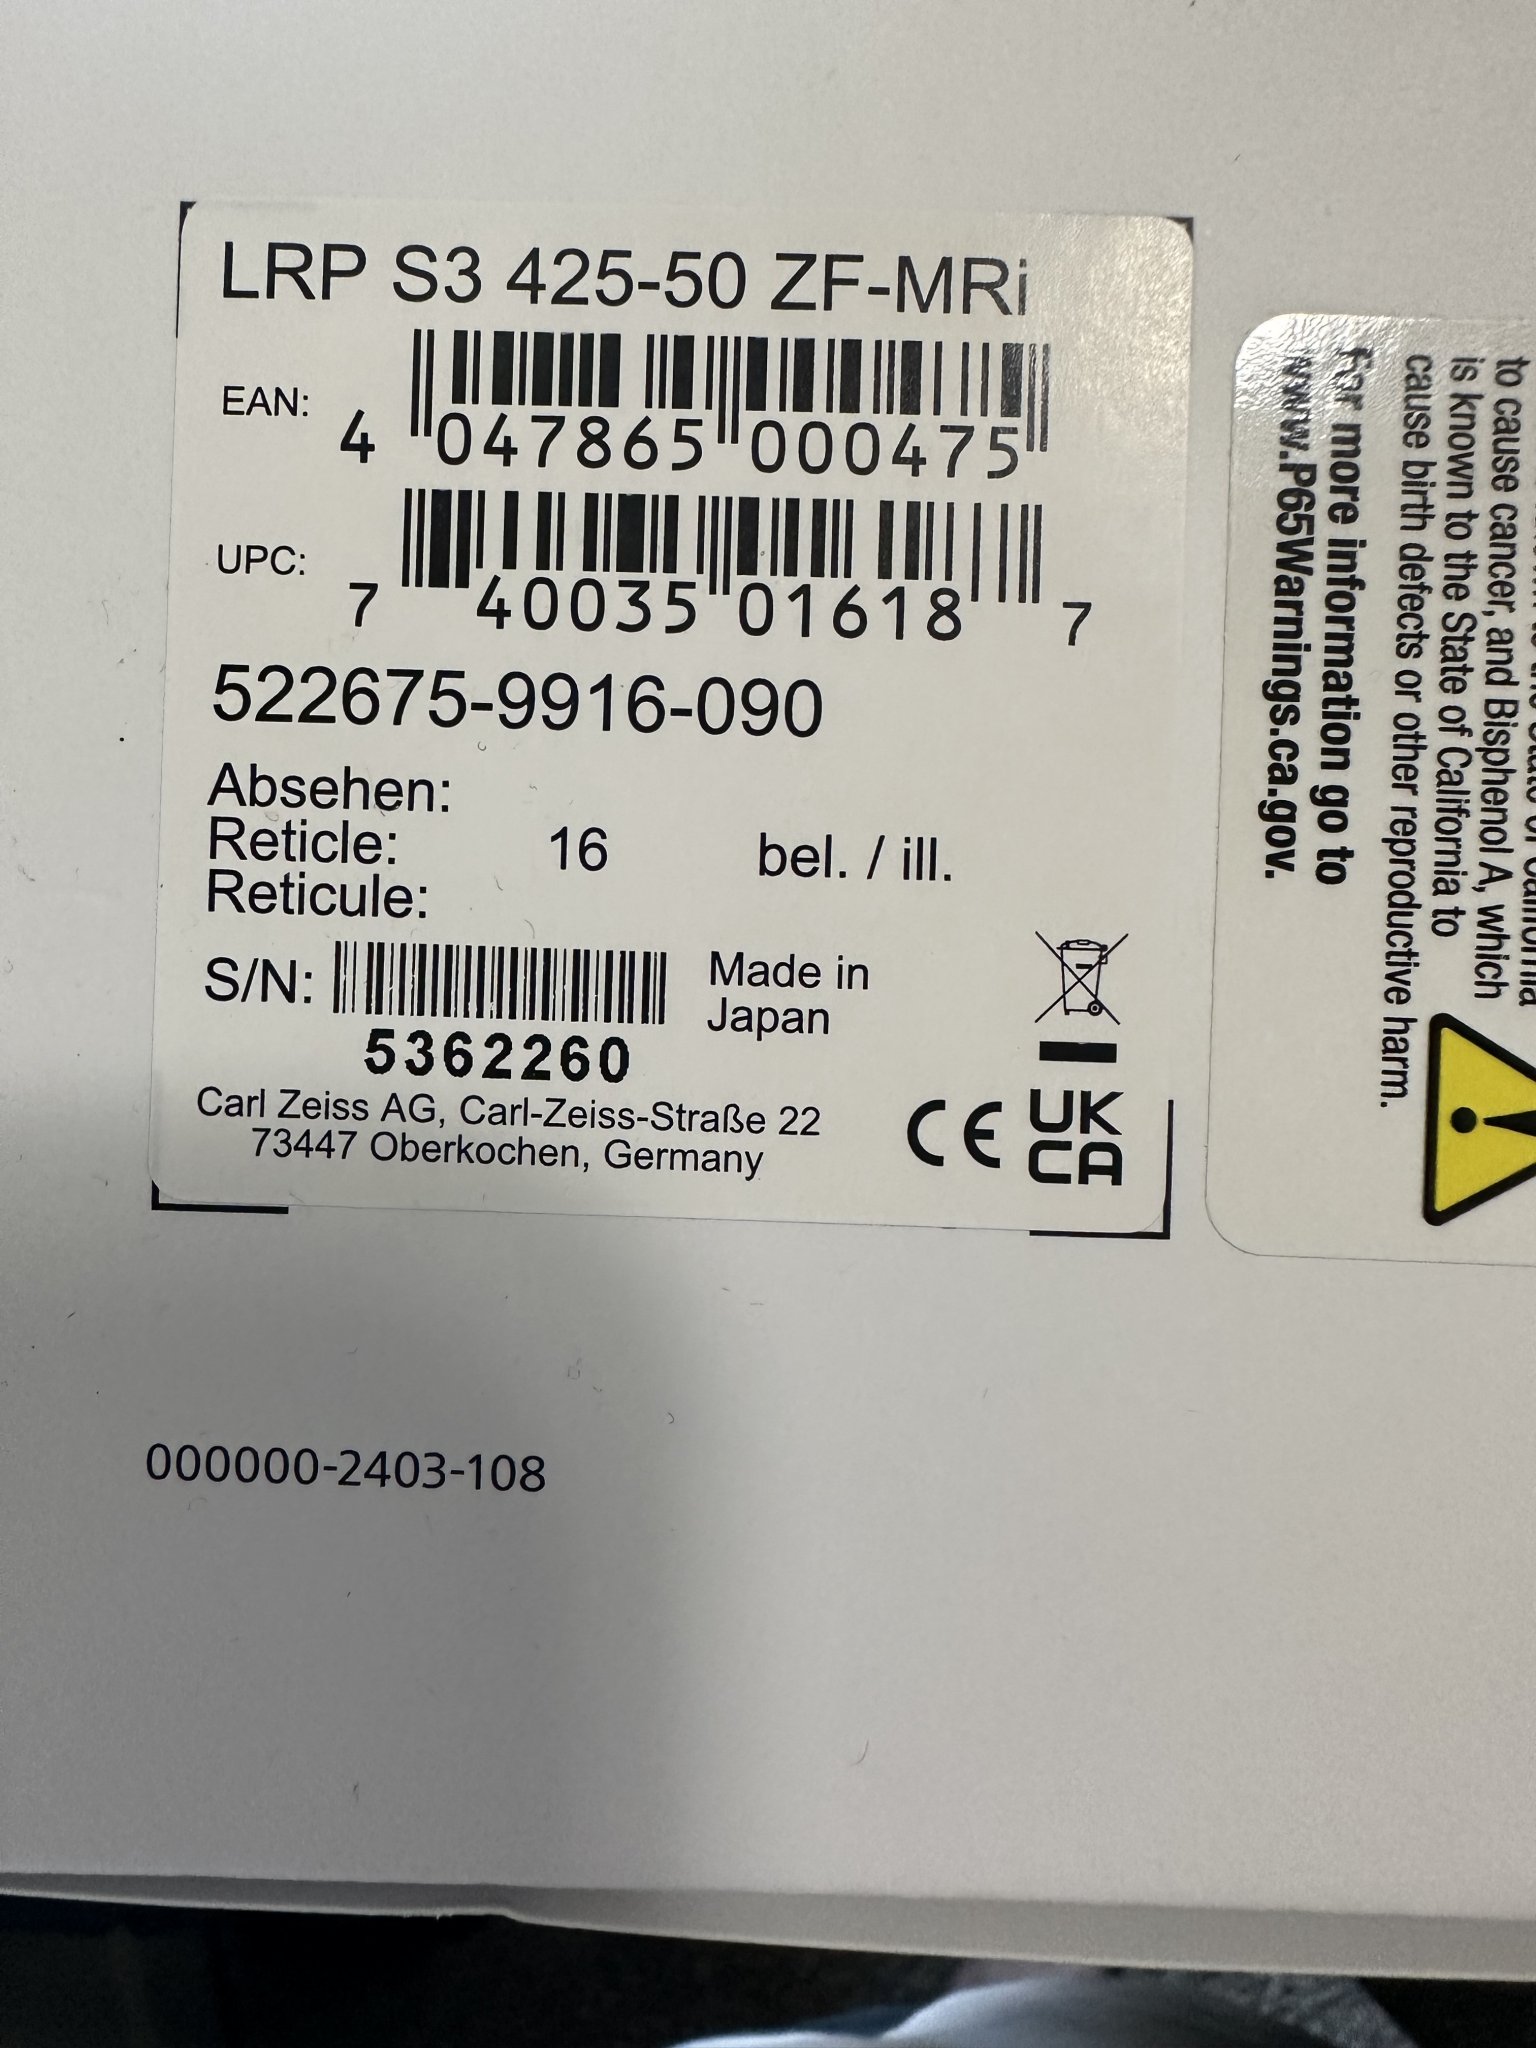 LRP S3 425-50 ZF-MRi
EAN: 4 047865 000475
UPC: 7 40035 01618 7
522675-9916-090
Absehen:
Reticle: 16 bel. / ill.
Reticule:
S/N:
5362260
Made in
Japan
Carl Zeiss AG, Carl-Zeiss-Straße 22
73447 Oberkochen, Germany
CE
UK
CA
to cause cancer, and Bisphenol A, which
is known to the State of California to
cause birth defects or other reproductive harm.
For more information go to
www.P65Warnings.ca.gov.
000000-2403-108